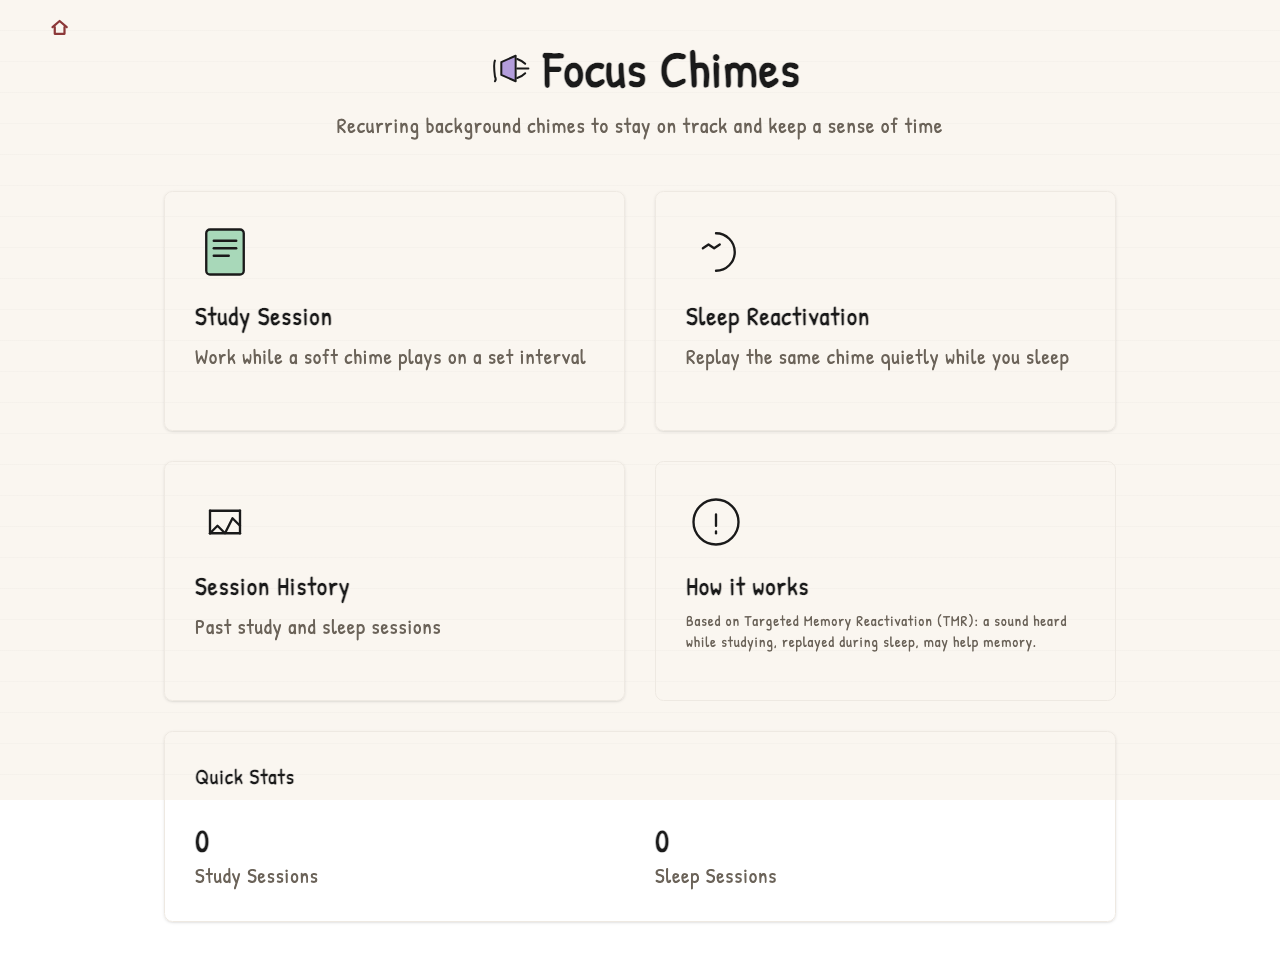 Focus Chimes
Recurring background chimes to stay on track and keep a sense of time
Study Session
Work while a soft chime plays on a set interval
Sleep Reactivation
Replay the same chime quietly while you sleep
Session History
Past study and sleep sessions
How it works
Based on Targeted Memory Reactivation (TMR): a sound heard
while studying, replayed during sleep, may help memory.
Quick Stats
0
Study Sessions
0
Sleep Sessions